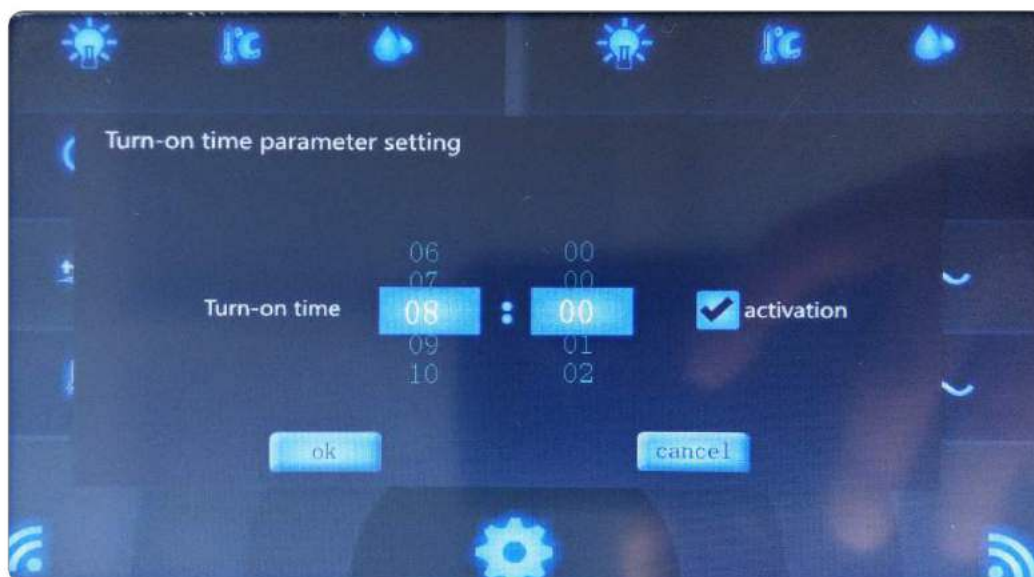 °C
°C
Turn-on time parameter setting
06 00
07 00
Turn-on time 08 : 00 activation
09 01
10 02
ok cancel